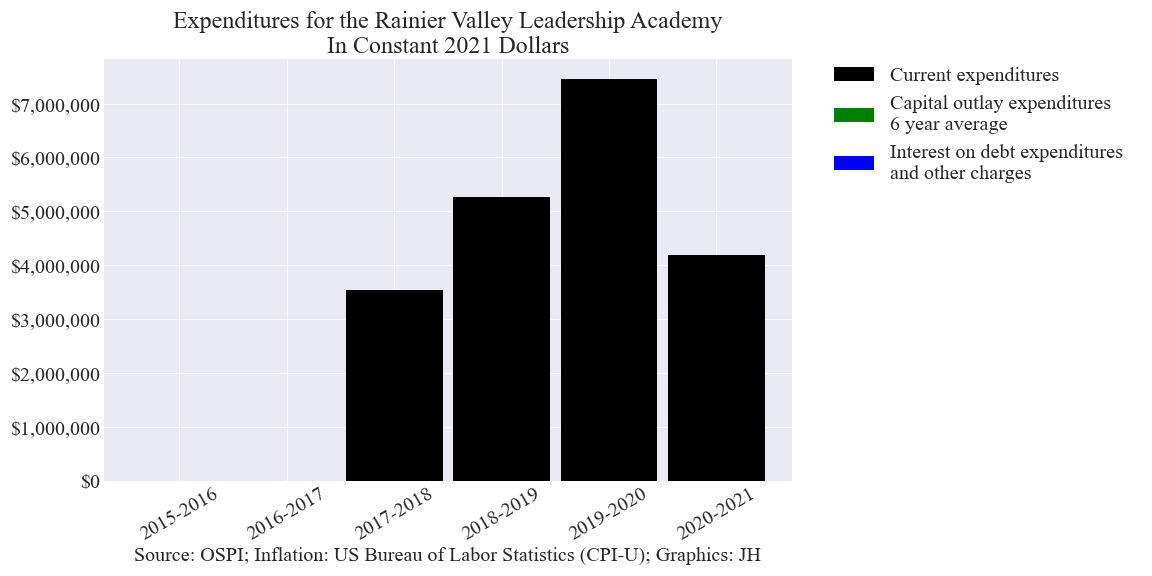 Expenditures for the Rainier Valley Leadership Academy
In Constant 2021 Dollars
Current expenditures
Capital outlay expenditures
6 year average
Interest on debt expenditures
and other charges
$7,000,000
$6,000,000
$5,000,000
$4,000,000
$3,000,000
$2,000,000
$1,000,000
$0
2015-2016
2016-2017
2017-2018
2018-2019
2019-2020
2020-2021
Source: OSPI; Inflation: US Bureau of Labor Statistics (CPI-U); Graphics: JH